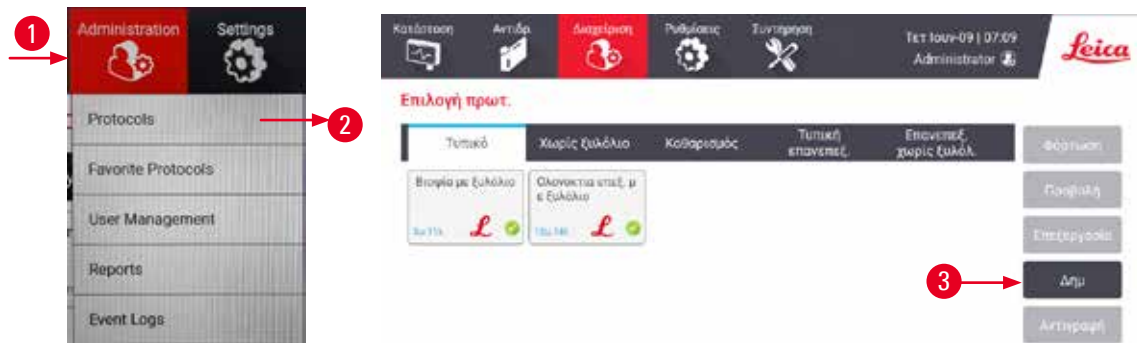 1
Administration
Settings
Protocols
2
Favorite Protocols
User Management
Reports
Event Logs
Κατάσταση
Αντιδρ.
Διαχείριση
Ρυθμίσεις
Συντήρηση
Τετ Ιουν-09 | 07:09
Administrator
Leica
Επιλογή πρωτ.
Τυπικό
Χωρίς ξυλόλιο
Καθαρισμός
Τυπική
επανεπεξ.
Επανεπεξ.
χωρίς ξυλόλ.
Βιοψία με ξυλόλιο
Ολονύκτια επεξ. μ
ε ξυλόλιο
L
L
Φόρτωση
Προβολή
Επεξεργασία
3
Δημ
Αντιγραφή